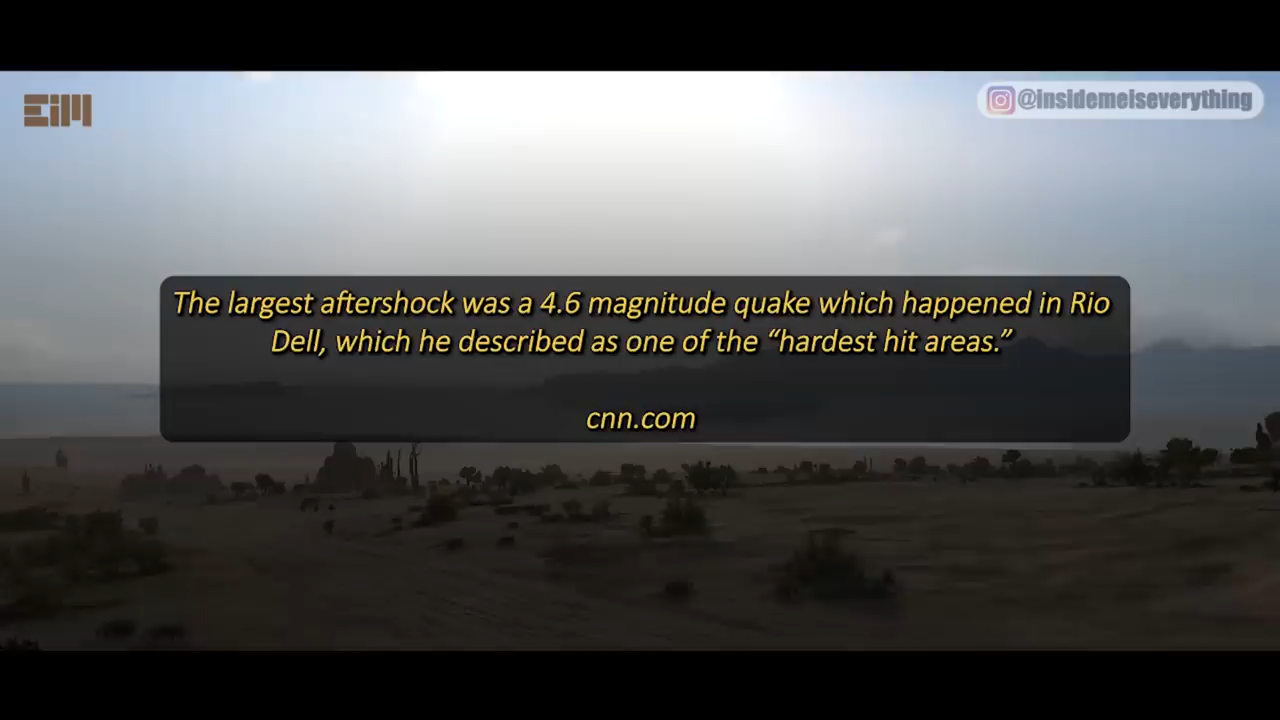 EiM
@insidemeiseverything
The largest aftershock was a 4.6 magnitude quake which happened in Rio
Dell, which he described as one of the “hardest hit areas.”
cnn.com